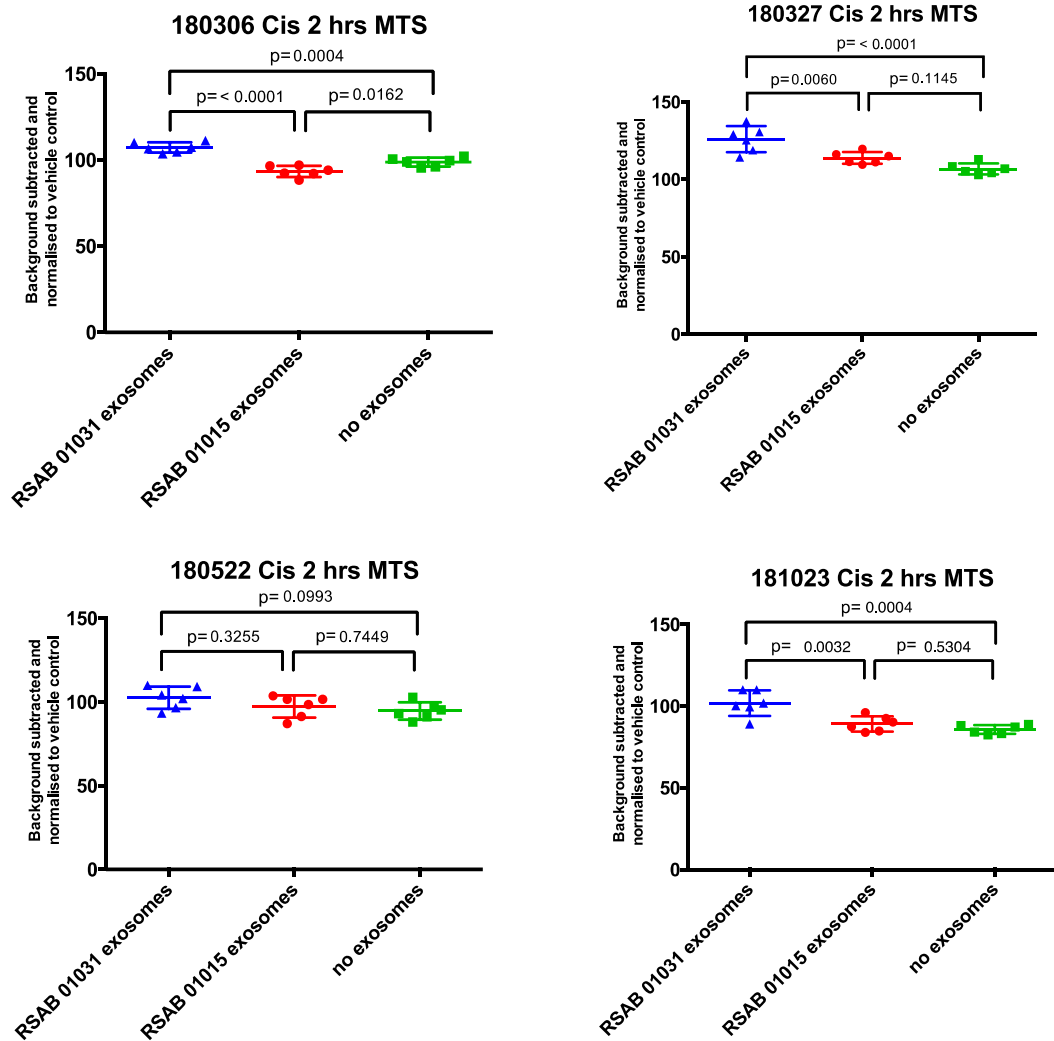 180306 Cis 2 hrs MTS
p= 0.0004
p= < 0.0001
p= 0.0162
Background subtracted and
normalised to vehicle control
150
100
50
0
RSAB 01031 exosomes
RSAB 01015 exosomes
no exosomes
180327 Cis 2 hrs MTS
p= < 0.0001
p= 0.0060
p= 0.1145
Background subtracted and
normalised to vehicle control
150
100
50
0
RSAB 01031 exosomes
RSAB 01015 exosomes
no exosomes
180522 Cis 2 hrs MTS
p= 0.0993
p= 0.3255
p= 0.7449
Background subtracted and
normalised to vehicle control
150
100
50
0
RSAB 01031 exosomes
RSAB 01015 exosomes
no exosomes
181023 Cis 2 hrs MTS
p= 0.0004
p= 0.0032
p= 0.5304
Background subtracted and
normalised to vehicle control
150
100
50
0
RSAB 01031 exosomes
RSAB 01015 exosomes
no exosomes